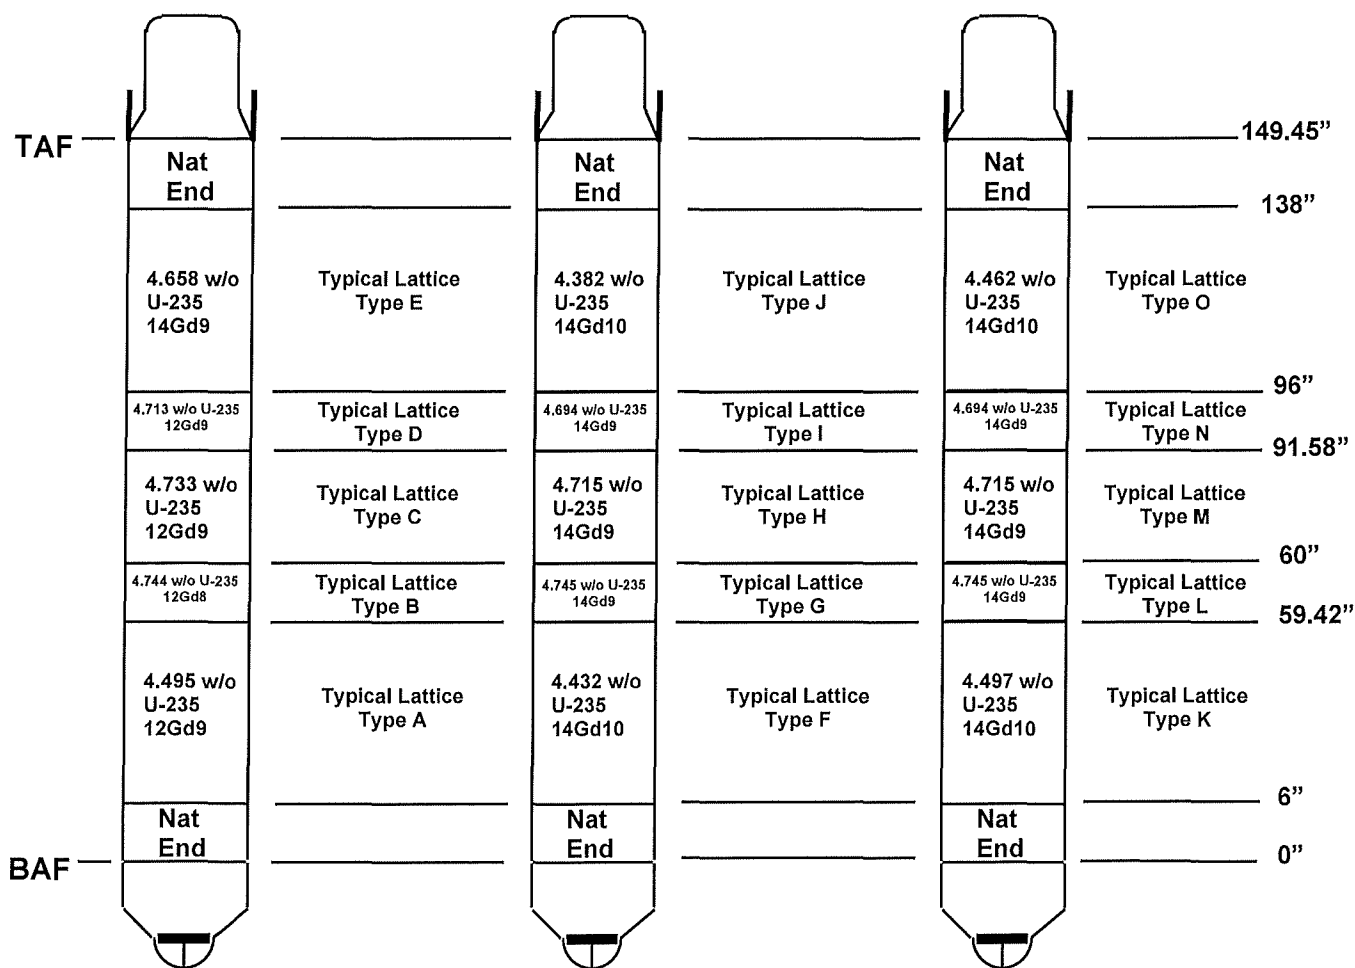 TAF
Nat
End
Nat
End
Nat
End
149.45”
138”
4.658 w/o
U-235
14Gd9
Typical Lattice
Type E
4.382 w/o
U-235
14Gd10
Typical Lattice
Type J
4.462 w/o
U-235
14Gd10
Typical Lattice
Type O
96”
4.713 w/o U-235
12Gd9
Typical Lattice
Type D
4.694 w/o U-235
14Gd9
Typical Lattice
Type I
4.694 w/o U-235
14Gd9
Typical Lattice
Type N
91.58”
4.733 w/o
U-235
12Gd9
Typical Lattice
Type C
4.715 w/o
U-235
14Gd9
Typical Lattice
Type H
4.715 w/o
U-235
14Gd9
Typical Lattice
Type M
60”
4.744 w/o U-235
12Gd8
Typical Lattice
Type B
4.745 w/o U-235
14Gd9
Typical Lattice
Type G
4.745 w/o U-235
14Gd9
Typical Lattice
Type L
59.42”
4.495 w/o
U-235
12Gd9
Typical Lattice
Type A
4.432 w/o
U-235
14Gd10
Typical Lattice
Type F
4.497 w/o
U-235
14Gd10
Typical Lattice
Type K
6”
Nat
End
Nat
End
Nat
End
BAF
0”